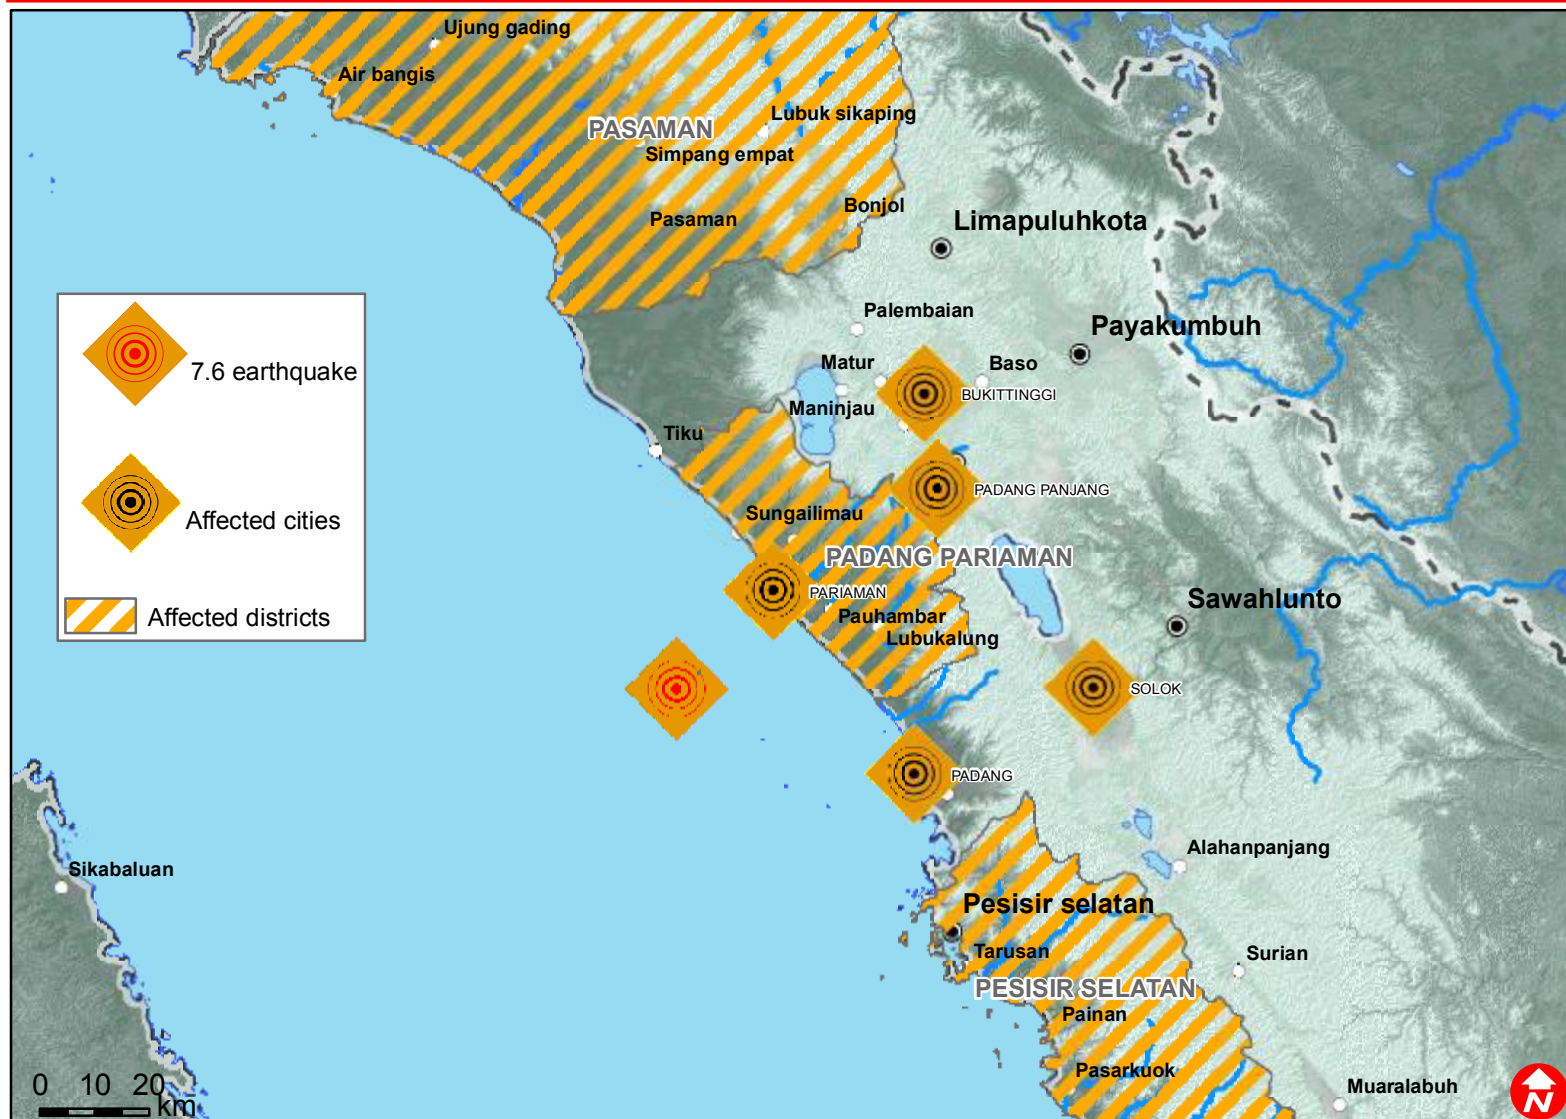 Ujung gading
Air bangis
Lubuk sikaping
PASAMAN
Simpang empat
Bonjol
Pasaman
Limapuluhkota
Palembaian
Payakumbuh
Matur
Baso
BUKITTINGGI
Maninjau
Tiku
PADANG PANJANG
Sungailimau
PADANG PARIAMAN
PARIAMAN
Pauhambar
Lubukalung
Sawahlunto
SOLOK
PADANG
Alahanpanjang
Sikabaluan
Pesisir selatan
Tarusan
Surian
PESISIR SELATAN
Painan
Pasarkuok
Muaralabuh
7.6 earthquake
Affected cities
Affected districts
0 10 20
km
N